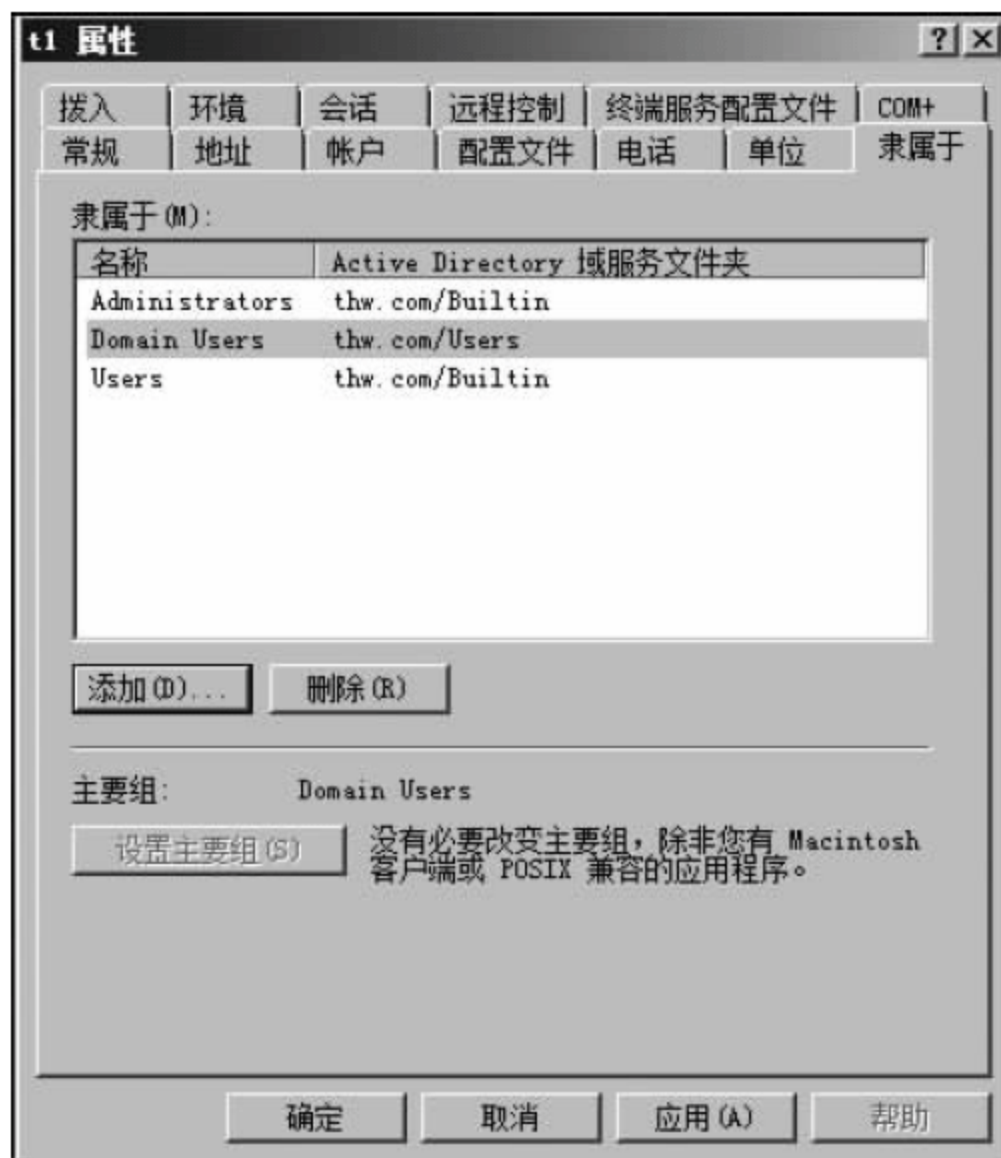 t1 属性
拨入 环境 会话 远程控制 终端服务配置文件 COM+
常规 地址 帐户 配置文件 电话 单位 隶属于
隶属于(M):
名称 Active Directory 域服务文件夹
Administrators thw.com/Builtin
Domain Users thw.com/Users
Users thw.com/Builtin
添加(D)... 删除(R)
主要组: Domain Users
设置主要组(S) 没有必要改变主要组，除非您有 Macintosh
客户端或 POSIX 兼容的应用程序。
确定 取消 应用(A) 帮助